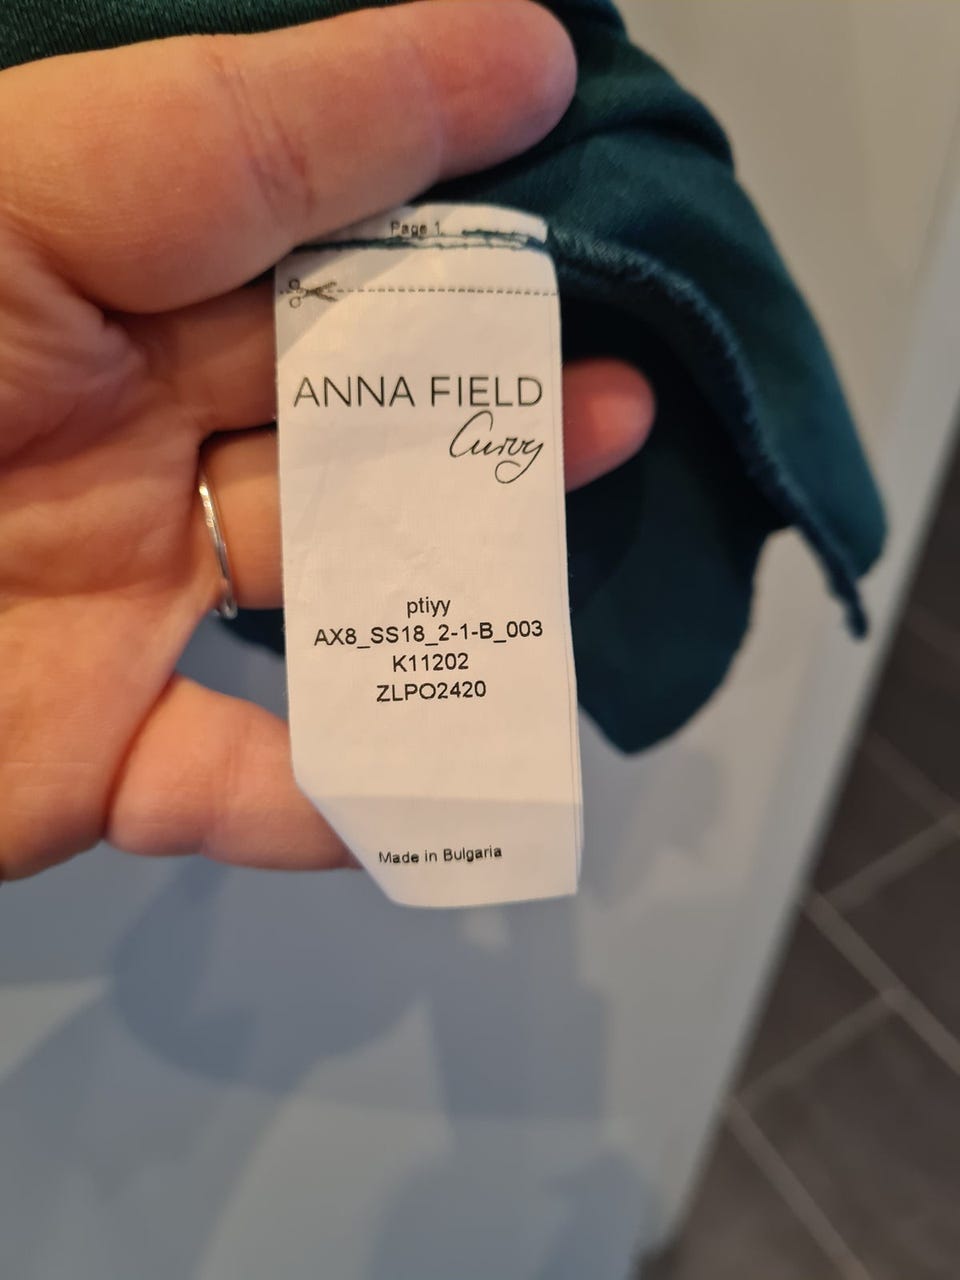 Page 1.
ANNA FIELD
Curvy
ptiyy
AX8_SS18_2-1-B_003
K11202
ZLPO2420
Made in Bulgaria